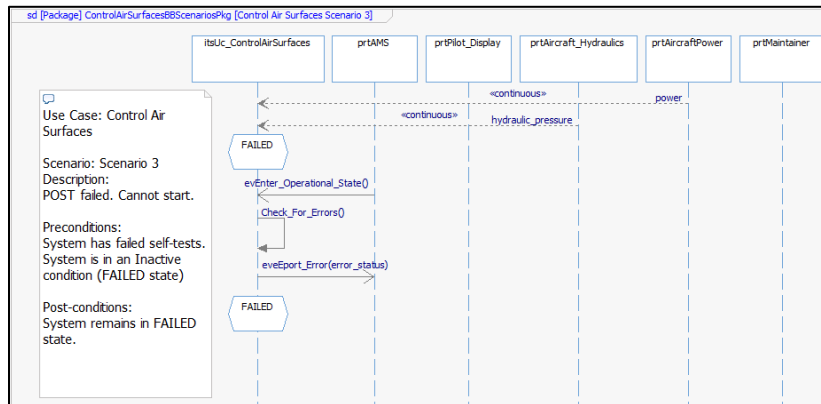 sd [Package] ControlAirSurfacesBBScenariosPkg [Control Air Surfaces Scenario 3]
itsUc_ControlAirSurfaces prtAMS prtPilot_Display prtAircraft_Hydraulics prtAircraftPower prtMaintainer
Use Case: Control Air
Surfaces
Scenario: Scenario 3
Description:
POST failed. Cannot start.
Preconditions:
System has failed self-tests.
System is in an Inactive
condition (FAILED state)
Post-conditions:
System remains in FAILED
state.
«continuous» power
«continuous» hydraulic_pressure
FAILED
evEnter_Operational_State()
Check_For_Errors()
eveEport_Error(error_status)
FAILED